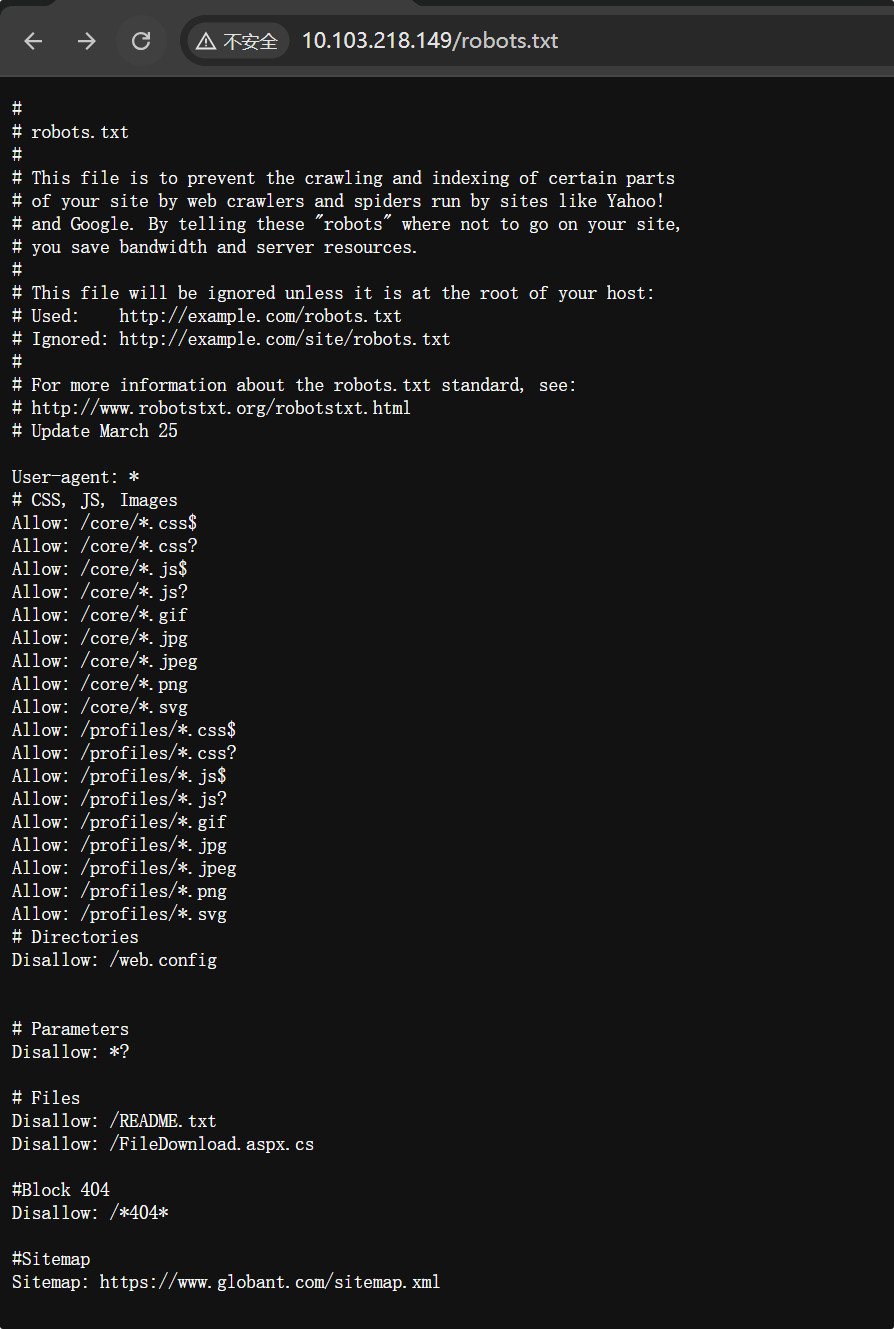 不安全 10.103.218.149/robots.txt
#
# robots.txt
#
# This file is to prevent the crawling and indexing of certain parts
# of your site by web crawlers and spiders run by sites like Yahoo!
# and Google. By telling these "robots" where not to go on your site,
# you save bandwidth and server resources.
#
# This file will be ignored unless it is at the root of your host:
# Used:    http://example.com/robots.txt
# Ignored: http://example.com/site/robots.txt
#
# For more information about the robots.txt standard, see:
# http://www.robotstxt.org/robotstxt.html
# Update March 25

User-agent: *
# CSS, JS, Images
Allow: /core/*.css$
Allow: /core/*.css?
Allow: /core/*.js$
Allow: /core/*.js?
Allow: /core/*.gif
Allow: /core/*.jpg
Allow: /core/*.jpeg
Allow: /core/*.png
Allow: /core/*.svg
Allow: /profiles/*.css$
Allow: /profiles/*.css?
Allow: /profiles/*.js$
Allow: /profiles/*.js?
Allow: /profiles/*.gif
Allow: /profiles/*.jpg
Allow: /profiles/*.jpeg
Allow: /profiles/*.png
Allow: /profiles/*.svg
# Directories
Disallow: /web.config

# Parameters
Disallow: *?

# Files
Disallow: /README.txt
Disallow: /FileDownload.aspx.cs

#Block 404
Disallow: /*404*

#Sitemap
Sitemap: https://www.globant.com/sitemap.xml